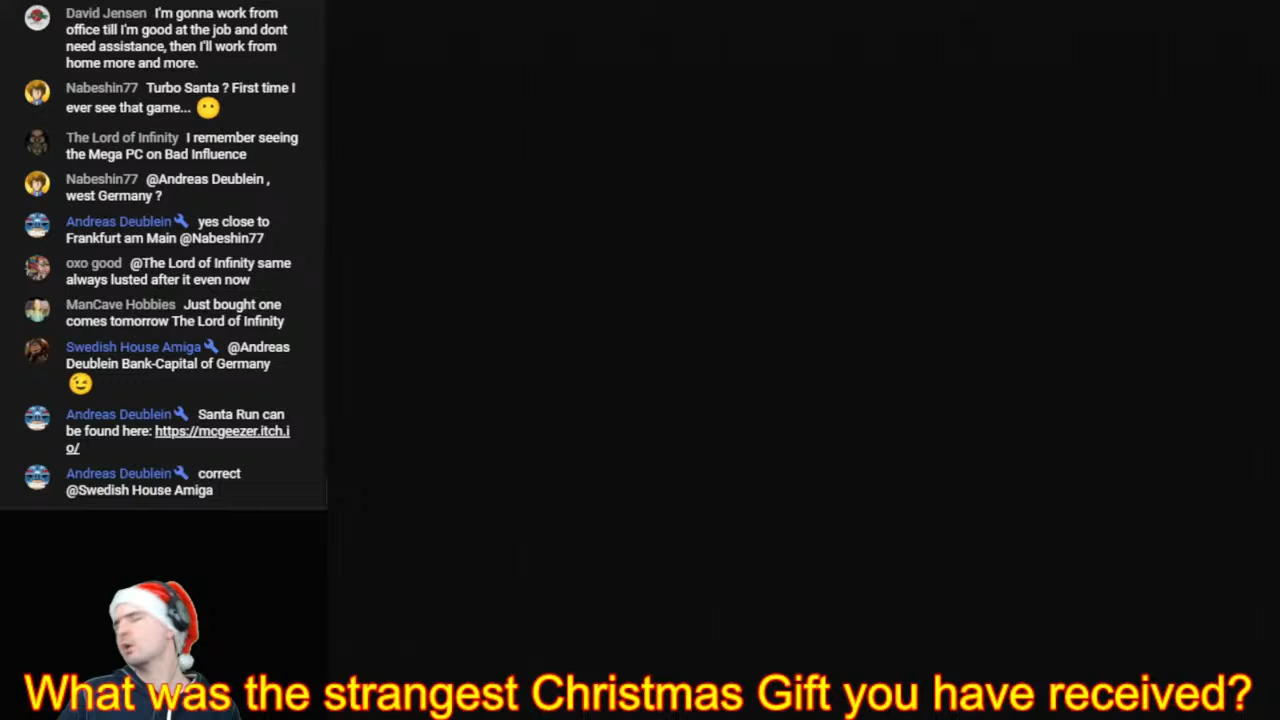 David Jensen I'm gonna work from
office till I'm good at the job and dont
need assistance, then I'll work from
home more and more.
Nabeshin77 Turbo Santa ? First time I
ever see that game...
The Lord of Infinity I remember seeing
the Mega PC on Bad Influence
Nabeshin77 @Andreas Deublein ,
west Germany ?
Andreas Deublein yes close to
Frankfurt am Main @Nabeshin77
oxo good @The Lord of Infinity same
always lusted after it even now
ManCave Hobbies Just bought one
comes tomorrow The Lord of Infinity
Swedish House Amiga @Andreas
Deublein Bank-Capital of Germany
Andreas Deublein Santa Run can
be found here: https://mcgeezer.itch.i
o/
Andreas Deublein correct
@Swedish House Amiga
What was the strangest Christmas Gift you have received?